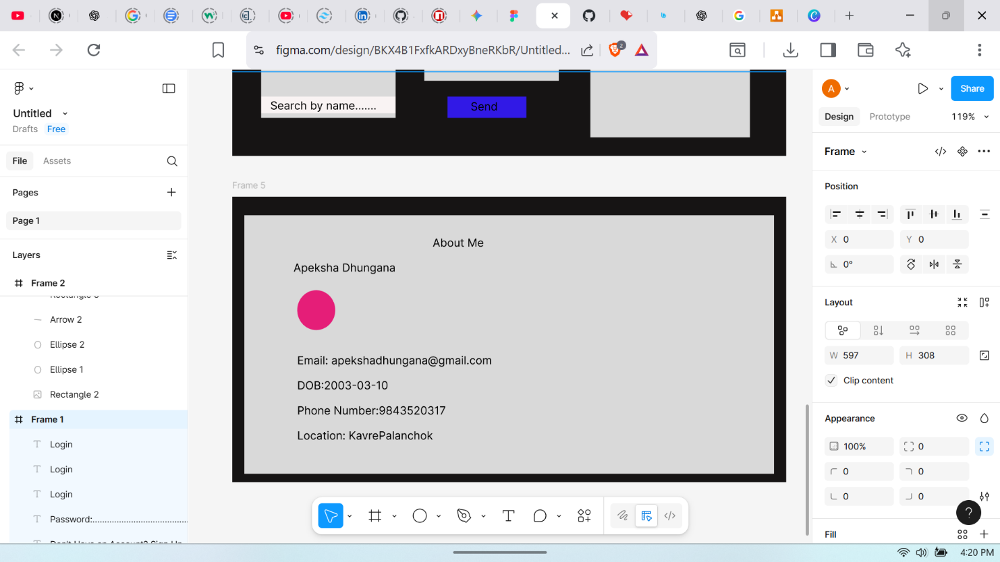 figma.com/design/BKX4B1FxfkARDxyBneRKbR/Untitled...
2
Untitled
Drafts Free
File Assets
Pages
Page 1
Layers
Frame 2
Arrow 2
Ellipse 2
Ellipse 1
Rectangle 2
Frame 1
Login
Login
Login
Password:
Search by name.......
Send
Frame 5
About Me
Apeksha Dhungana
Email: apekshadhungana@gmail.com
DOB:2003-03-10
Phone Number:9843520317
Location: KavrePalanchok
A
Share
Design Prototype 119%
Frame
Position
X 0 Y 0
0°
Layout
W 597 H 308
Clip content
Appearance
100% 0
0 0
0 0
?
Fill
4:20 PM